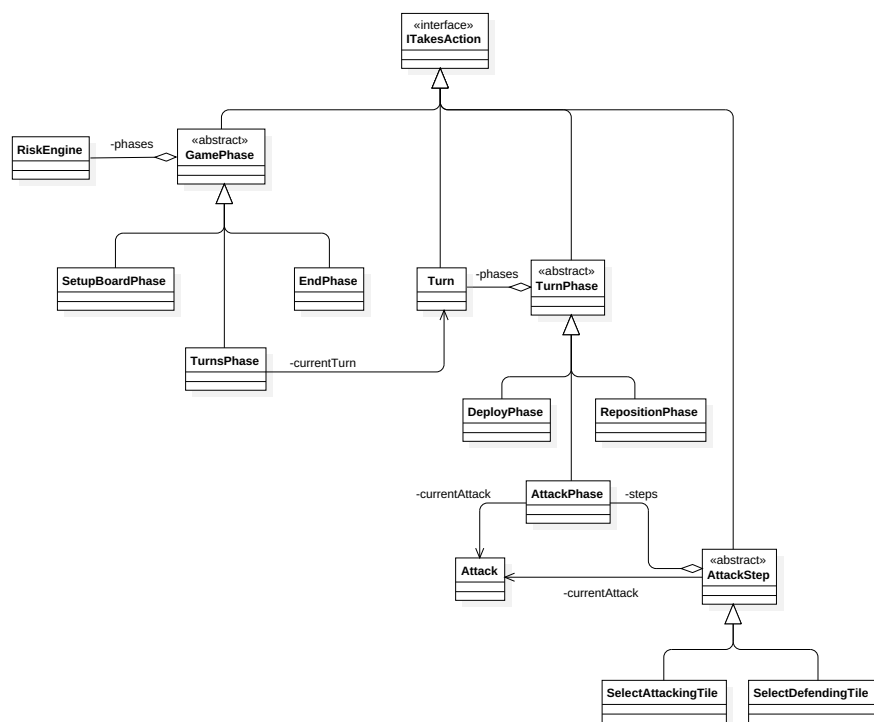 «interface»
ITakesAction
RiskEngine
-phases
«abstract»
GamePhase
SetupBoardPhase
EndPhase
Turn
-phases
«abstract»
TurnPhase
TurnsPhase
-currentTurn
DeployPhase
RepositionPhase
-currentAttack
AttackPhase
-steps
Attack
«abstract»
AttackStep
-currentAttack
SelectAttackingTile
SelectDefendingTile